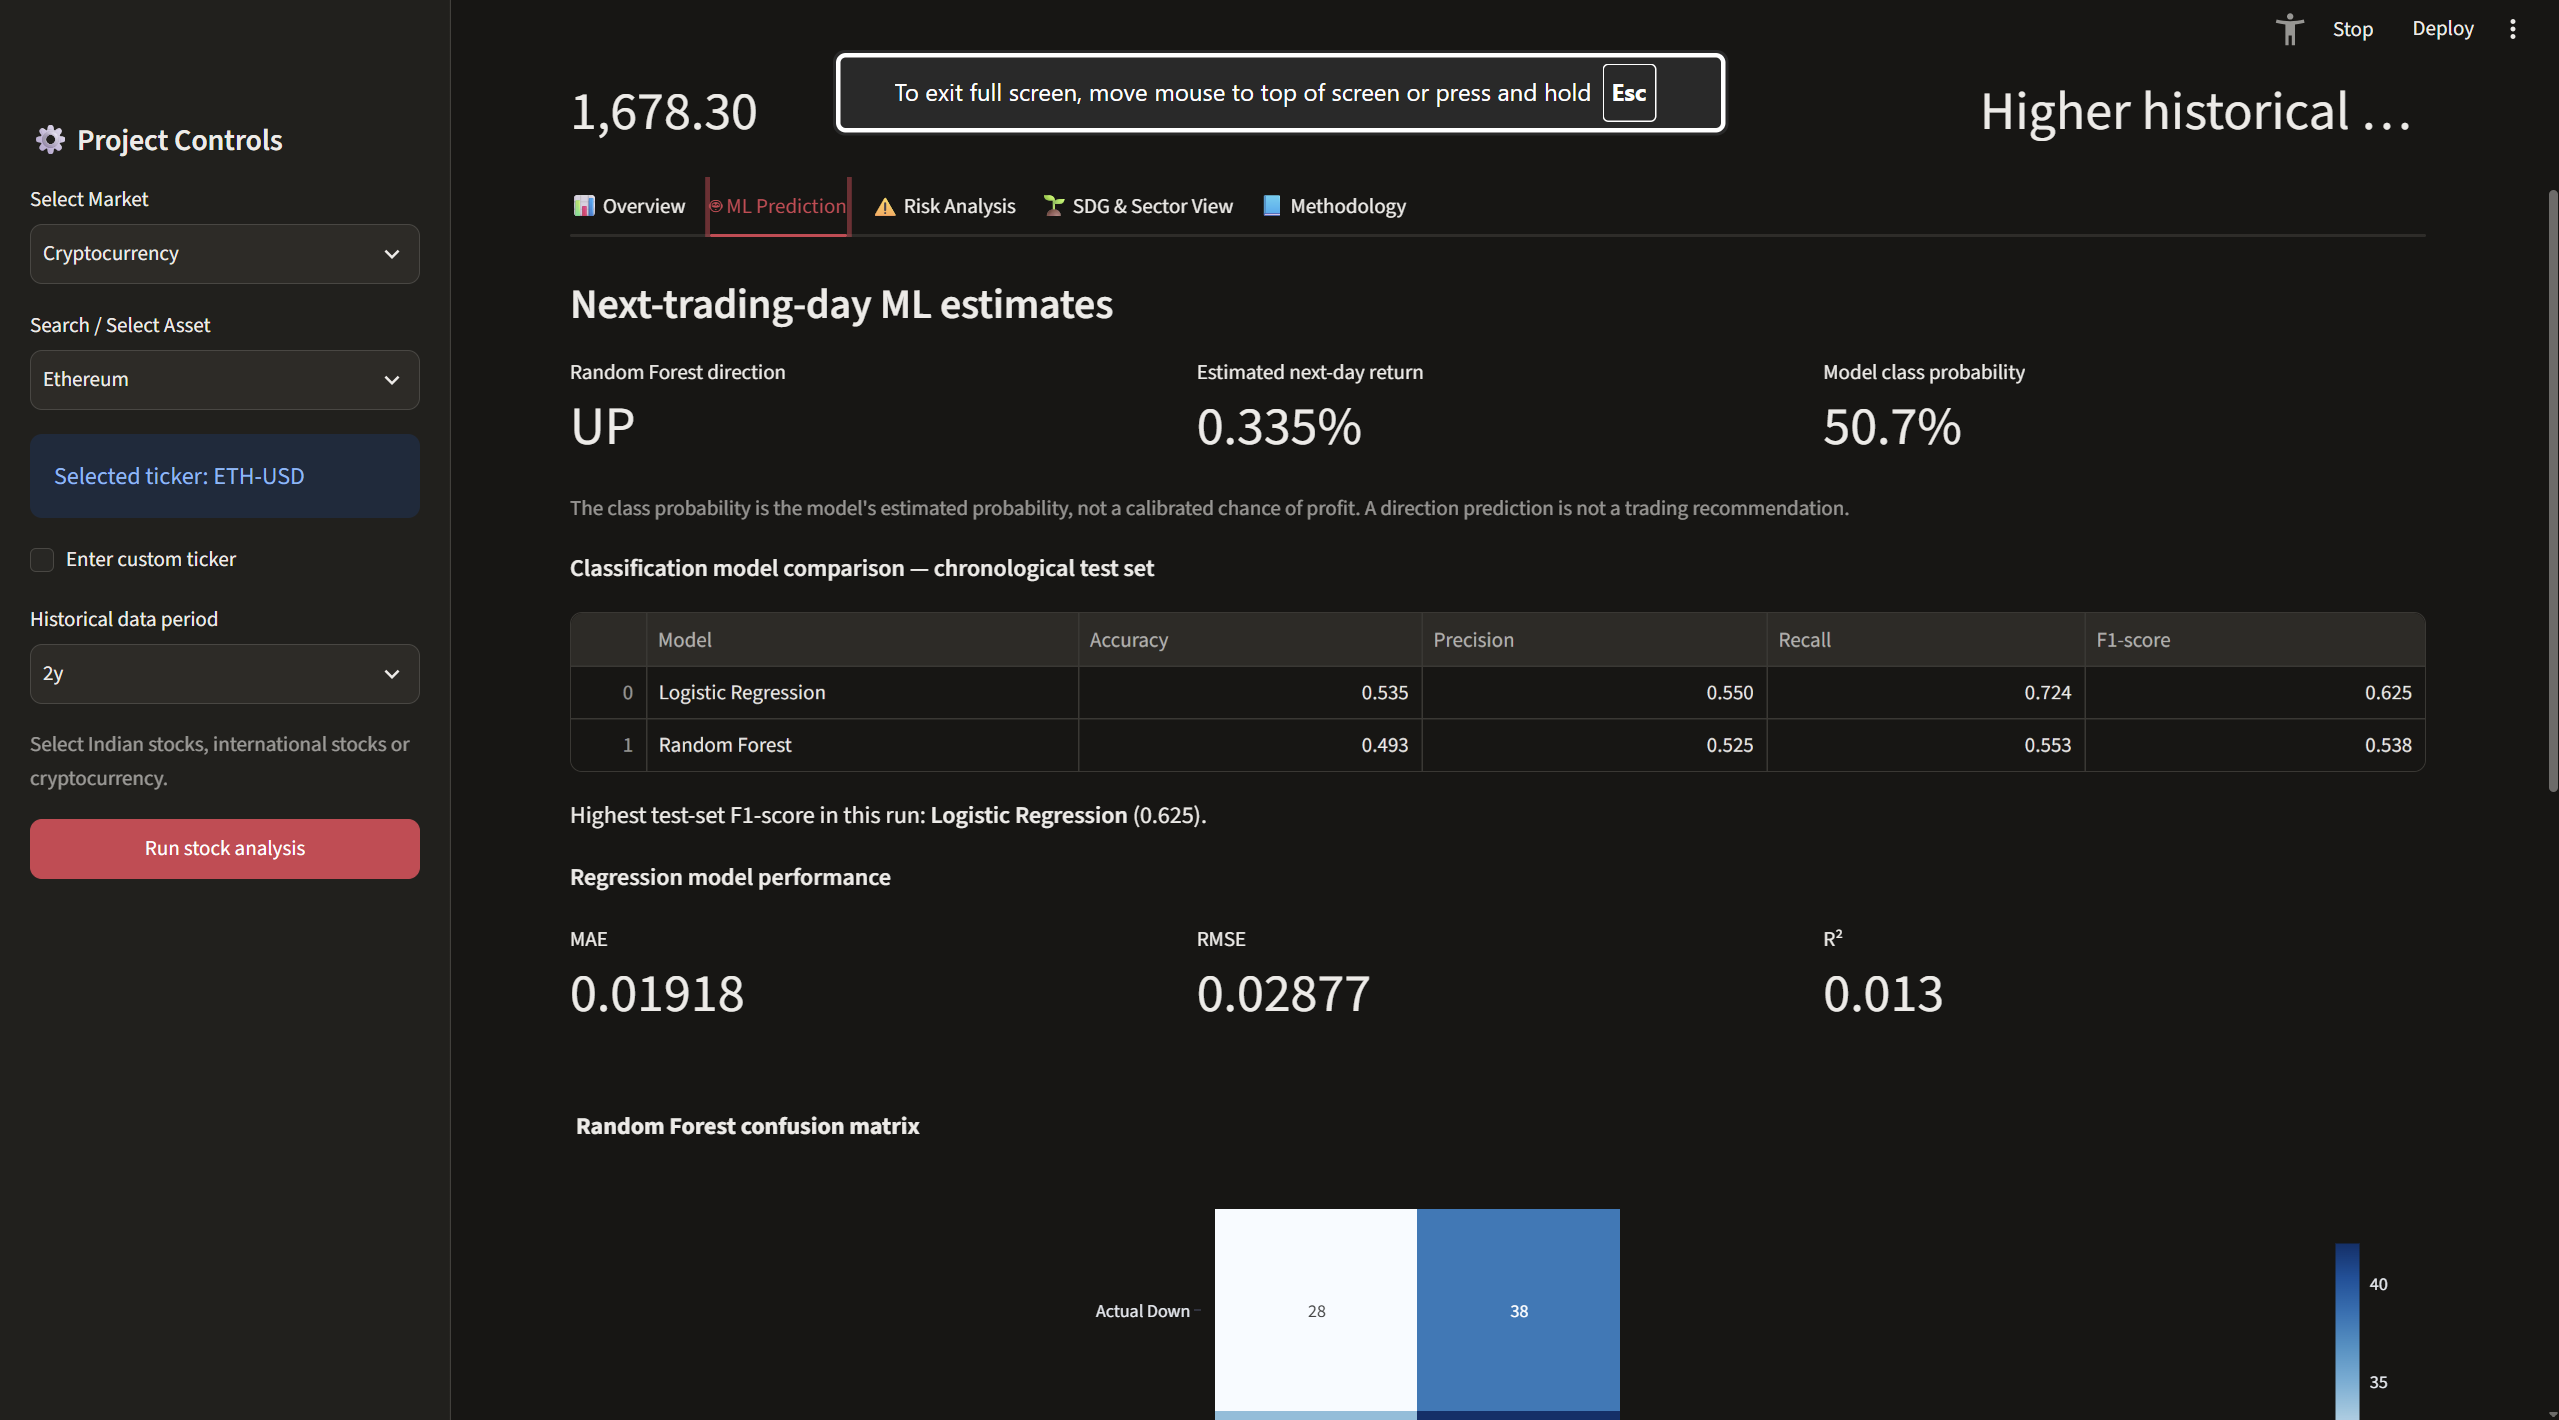 Stop
Deploy
To exit full screen, move mouse to top of screen or press and hold Esc
1,678.30
Higher historical …
Project Controls
Select Market
Cryptocurrency
Search / Select Asset
Ethereum
Selected ticker: ETH-USD
Enter custom ticker
Historical data period
2y
Select Indian stocks, international stocks or
cryptocurrency.
Run stock analysis
Overview
ML Prediction
Risk Analysis
SDG & Sector View
Methodology
Next-trading-day ML estimates
Random Forest direction
UP
Estimated next-day return
0.335%
Model class probability
50.7%
The class probability is the model's estimated probability, not a calibrated chance of profit. A direction prediction is not a trading recommendation.
Classification model comparison — chronological test set
Model Accuracy Precision Recall F1-score
0 Logistic Regression 0.535 0.550 0.724 0.625
1 Random Forest 0.493 0.525 0.553 0.538
Highest test-set F1-score in this run: Logistic Regression (0.625).
Regression model performance
MAE
0.01918
RMSE
0.02877
R²
0.013
Random Forest confusion matrix
Actual Down
28
38
40
35